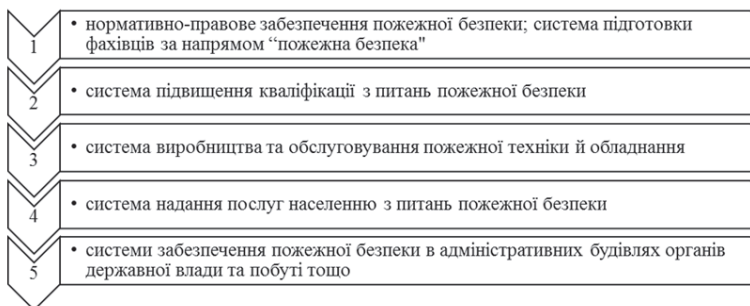 1
• нормативно-правове забезпечення пожежної безпеки; система підготовки
фахівців за напрямом “пожежна безпека"
2
• система підвищення кваліфікації з питань пожежної безпеки
3
• система виробництва та обслуговування пожежної техніки й обладнання
4
• система надання послуг населенню з питань пожежної безпеки
5
• системи забезпечення пожежної безпеки в адміністративних будівлях органів
державної влади та побуті тощо